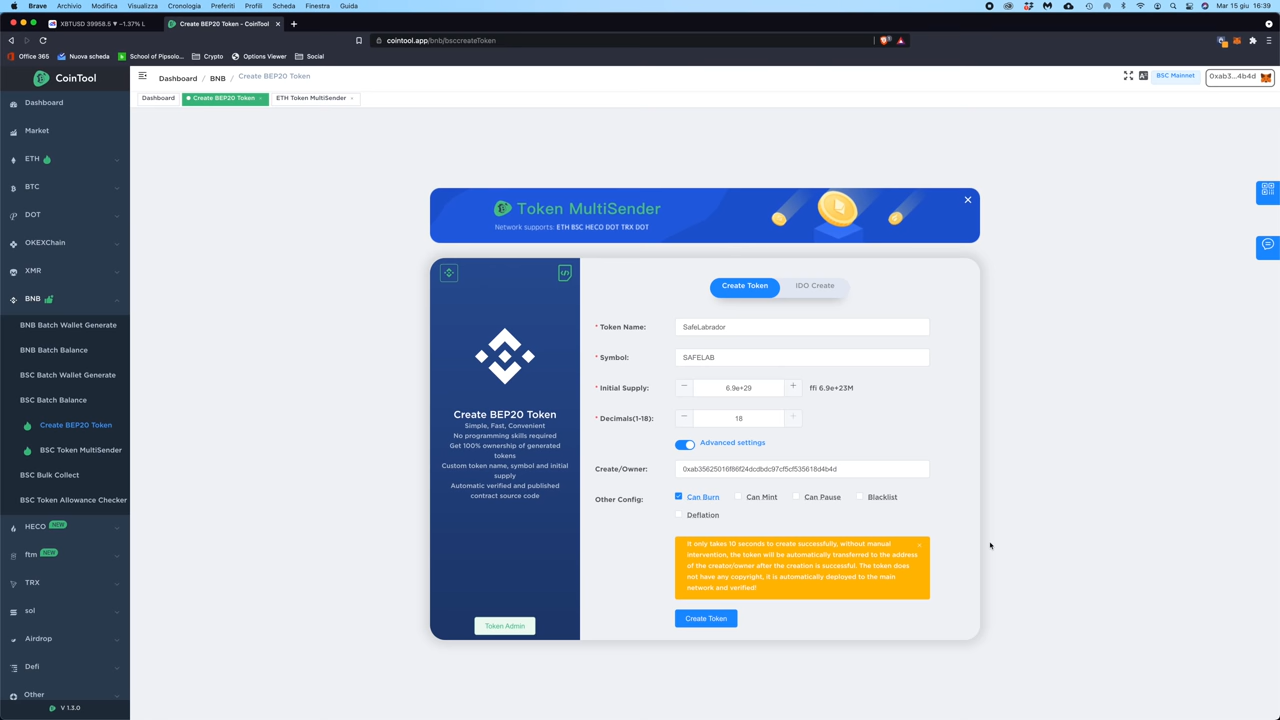 Brave Archivio Modifica Visualizza Cronologia Preferiti Profili Scheda Finestra Guida
Mar 15 giu 16:39
XBTUSD 39958.5 ▼ −1.37% L
Create BEP20 Token - CoinTool
cointool.app/bnb/bsccreateToken
Office 365
Nuova scheda
School of Pipsolo...
Crypto
Options Viewer
Social
CoinTool
Dashboard / BNB / Create BEP20 Token
BSC Mainnet
0xab3...4b4d
Dashboard
Create BEP20 Token
ETH Token MultiSender
Dashboard
Market
ETH
BTC
DOT
OKEXChain
XMR
BNB
BNB Batch Wallet Generate
BNB Batch Balance
BSC Batch Wallet Generate
BSC Batch Balance
Create BEP20 Token
BSC Token MultiSender
BSC Bulk Collect
BSC Token Allowance Checker
HECO NEW
ftm NEW
TRX
sol
Airdrop
Defi
Other
V 1.3.0
Token MultiSender
Network supports: ETH BSC HECO DOT TRX DOT
Create BEP20 Token
Simple, Fast, Convenient
No programming skills required
Get 100% ownership of generated
tokens
Custom token name, symbol and initial
supply
Automatic verified and published
contract source code
Token Admin
Create Token
IDO Create
* Token Name: SafeLabrador
* Symbol: SAFELAB
* Initial Supply: − 6.9e+29 + ffi 6.9e+23M
* Decimals(1-18): − 18 +
Advanced settings
Create/Owner: 0xab35625016f86f24dcdbdc97cf5cf535618d4b4d
Other Config: Can Burn Can Mint Can Pause Blacklist
Deflation
It only takes 10 seconds to create successfully, without manual
intervention, the token will be automatically transferred to the address
of the creator/owner after the creation is successful. The token does
not have any copyright, it is automatically deployed to the main
network and verified!
Create Token